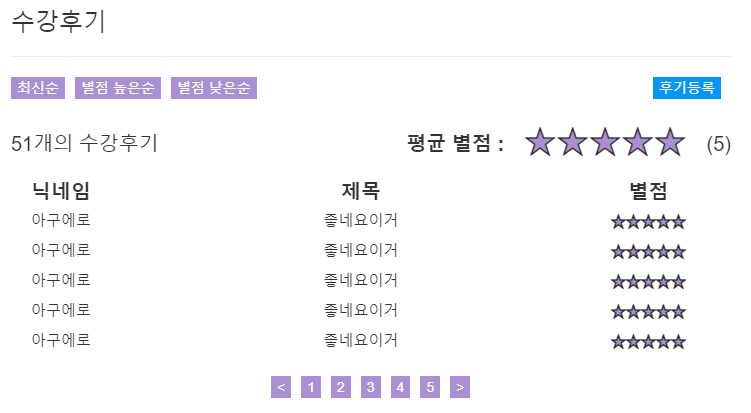 수강후기
최신순 별점 높은순 별점 낮은순 후기등록
51개의 수강후기 평균 별점 : ★★★★★ (5)
닉네임 제목 별점
아구에로 좋네요이거 ★★★★★
아구에로 좋네요이거 ★★★★★
아구에로 좋네요이거 ★★★★★
아구에로 좋네요이거 ★★★★★
아구에로 좋네요이거 ★★★★★
< 1 2 3 4 5 >